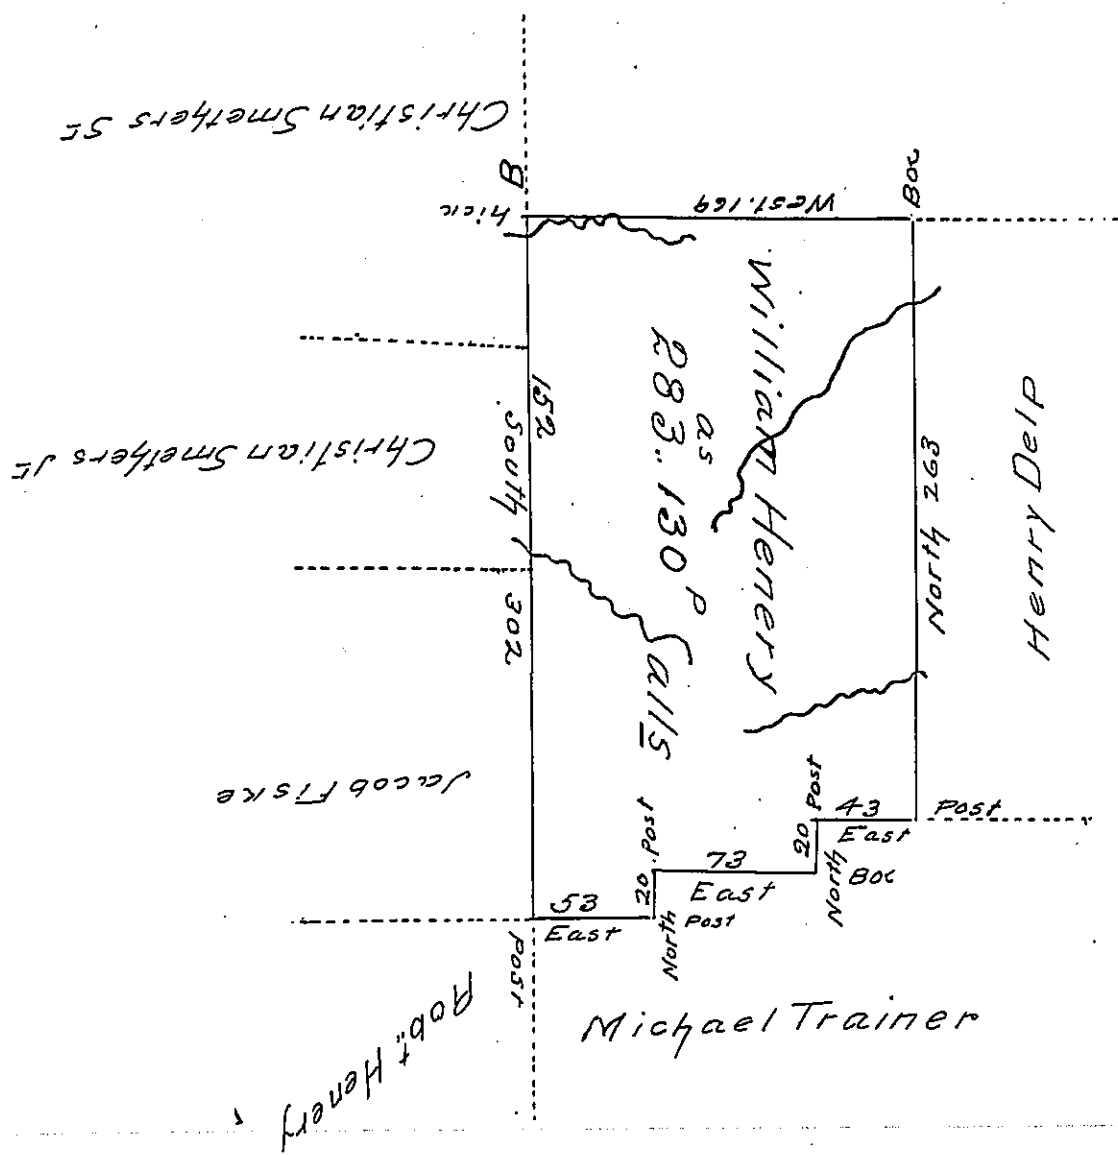 Christian Smethers Sr
B
hick
West. 169
Boc
William Henery
as P
283.. 130
alls
152
South
302
North 263
Henry Delp
Christian Smethers Jr
Jacob Fiske
Post
43
East
Post
20
North
Boc
73
East
Post
20
North
Post
53
East
Post
Michael Trainer
Rob.t Henery